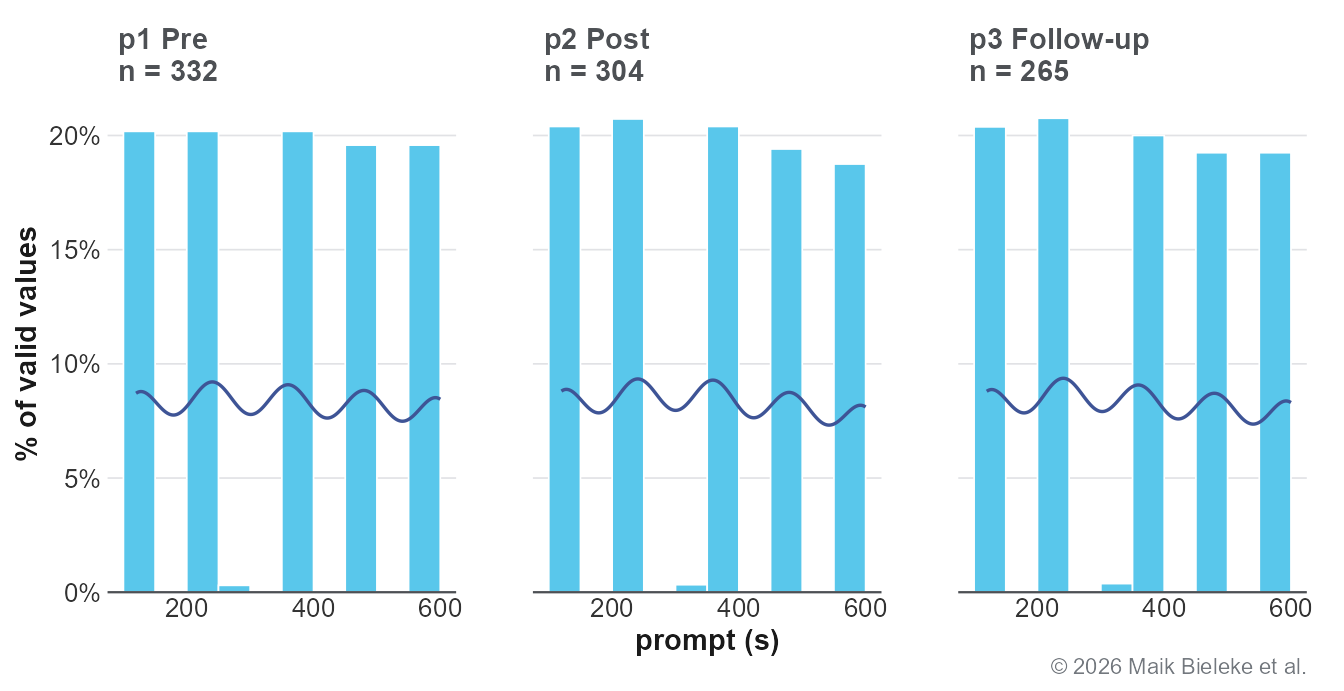 p1 Pre
n = 332
p2 Post
n = 304
p3 Follow-up
n = 265
% of valid values
20%
15%
10%
5%
0%
200 400 600
200 400 600
200 400 600
prompt (s)
© 2026 Maik Bieleke et al.